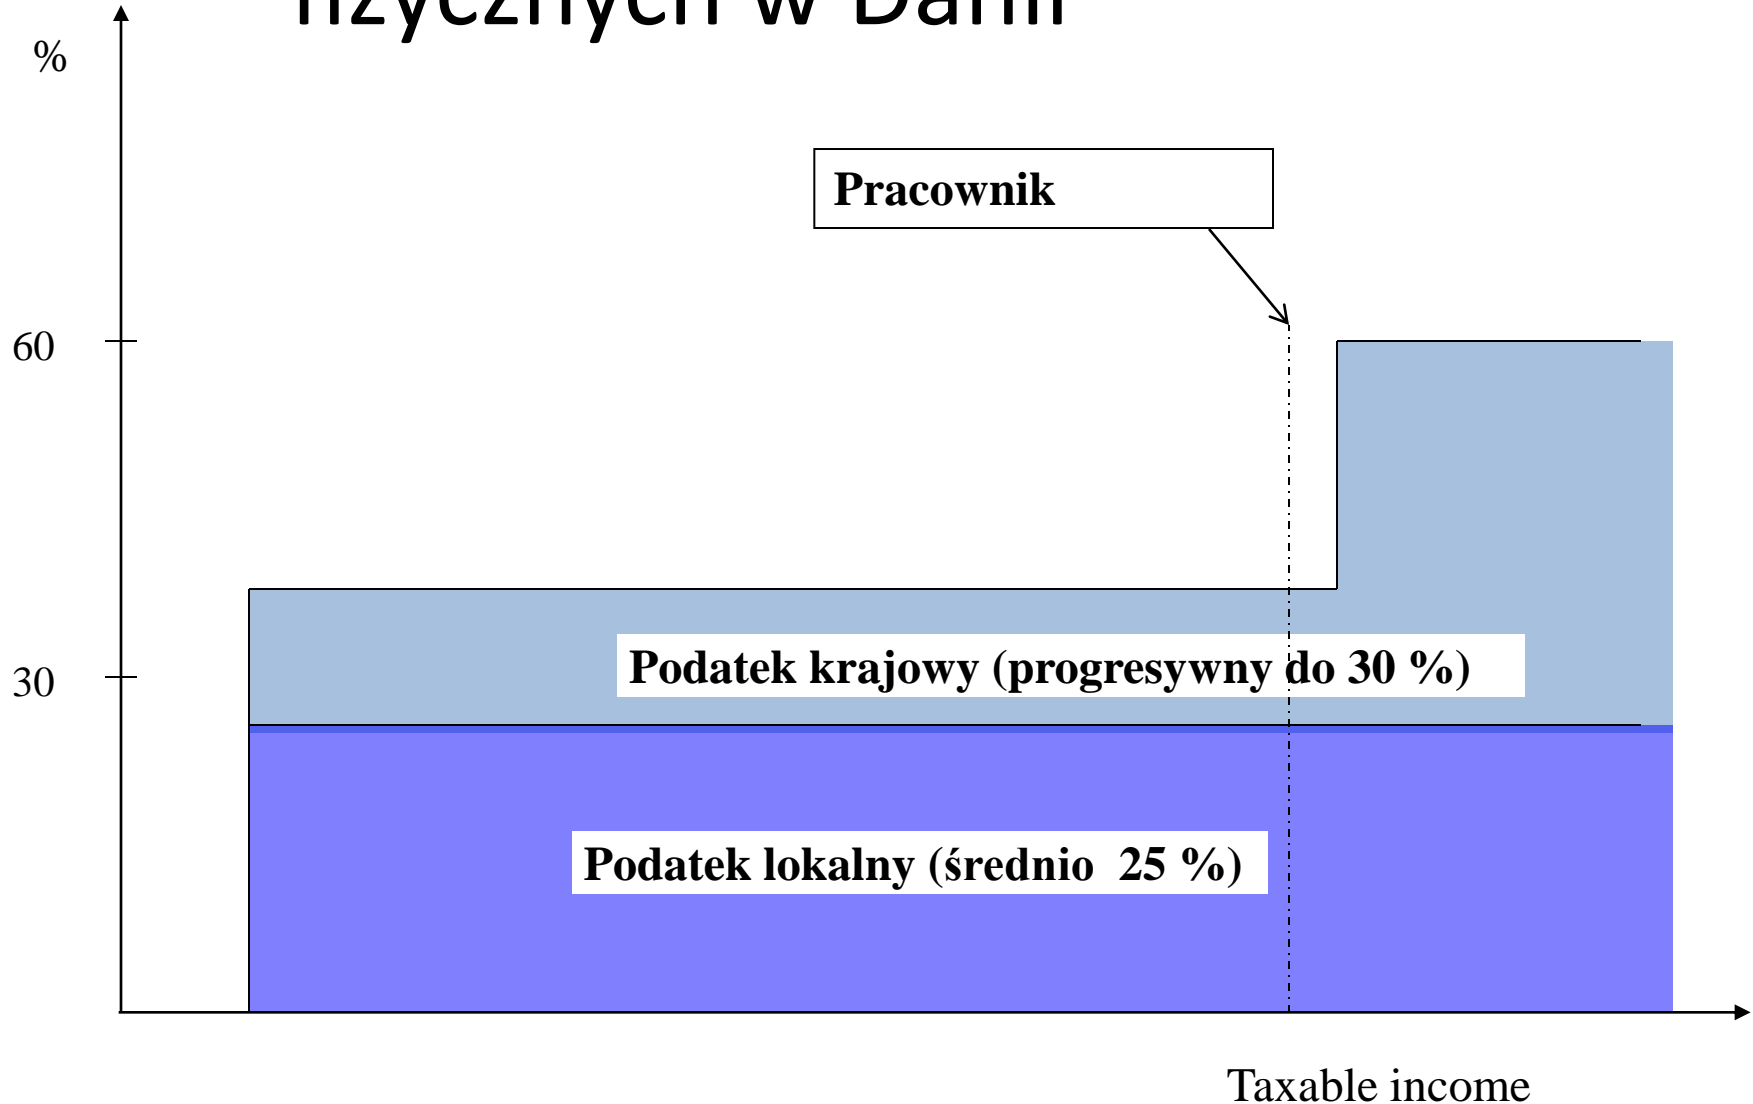 fizycznych w Danii
%
Pracownik
60
Podatek krajowy (progresywny do 30 %)
30
Podatek lokalny (średnio 25 %)
Taxable income